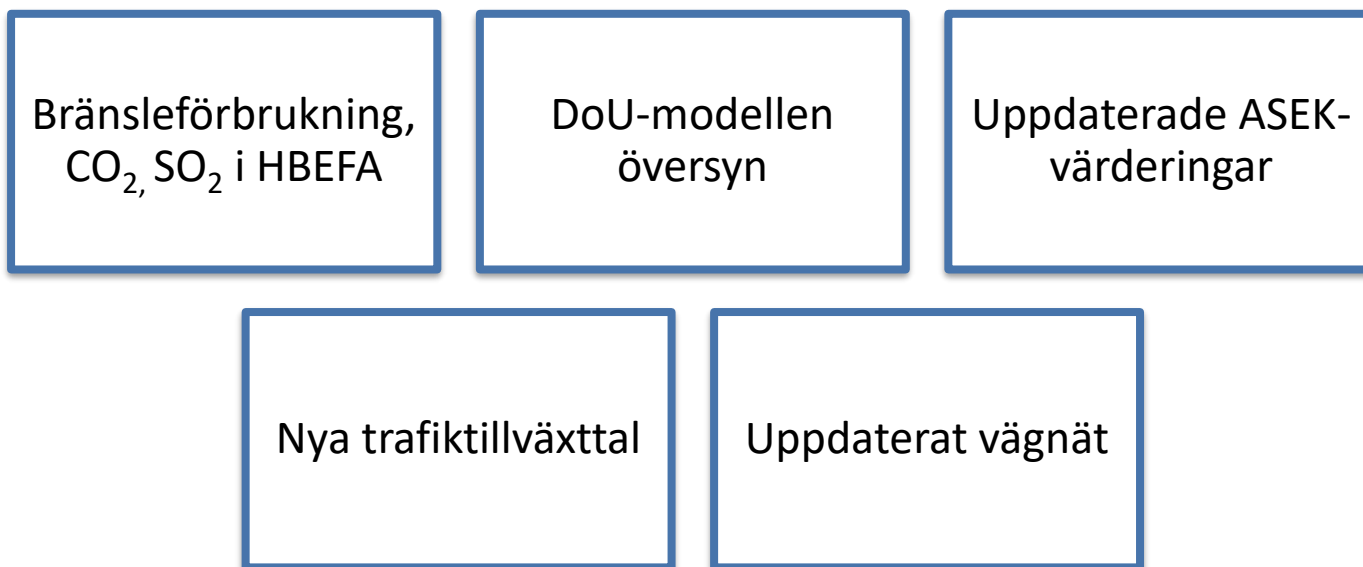 Bränsleförbrukning,
CO₂, SO₂ i HBEFA
DoU-modellen
översyn
Uppdaterade ASEK-
värderingar
Nya trafiktillväxttal
Uppdaterat vägnät